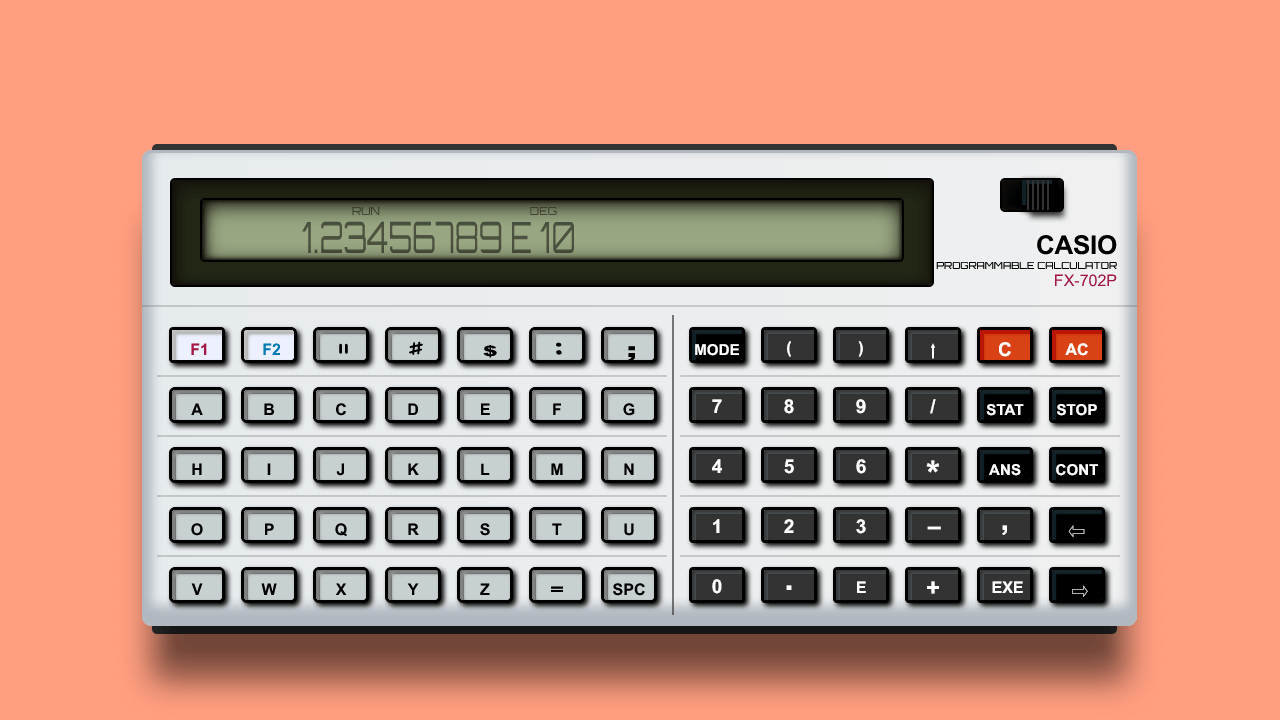 RUN DEG
1.23456789 E 10
CASIO
PROGRAMMABLE CALCULATOR
FX-702P
F1 F2 " # $ : ; MODE ( ) ↑ C AC
A B C D E F G 7 8 9 / STAT STOP
H I J K L M N 4 5 6 * ANS CONT
O P Q R S T U 1 2 3 − , ⇦
V W X Y Z = SPC 0 . E + EXE ⇨